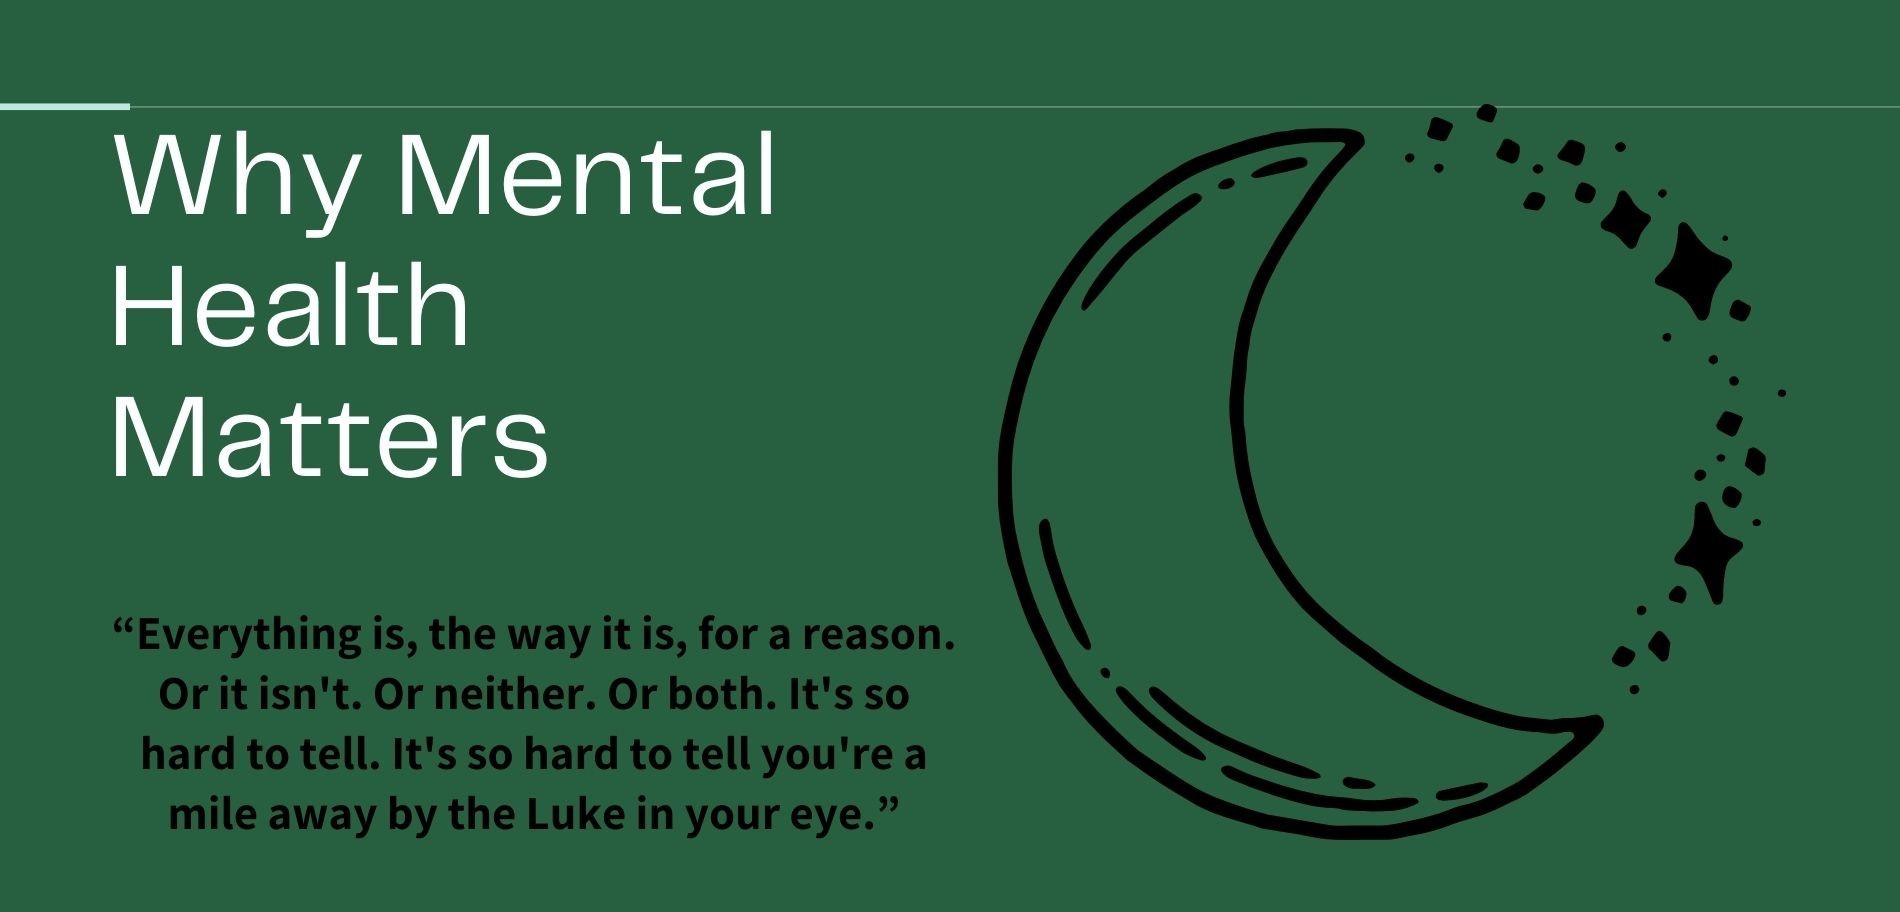 Why Mental
Health
Matters
“Everything is, the way it is, for a reason.
Or it isn't. Or neither. Or both. It's so
hard to tell. It's so hard to tell you're a
mile away by the Luke in your eye.”